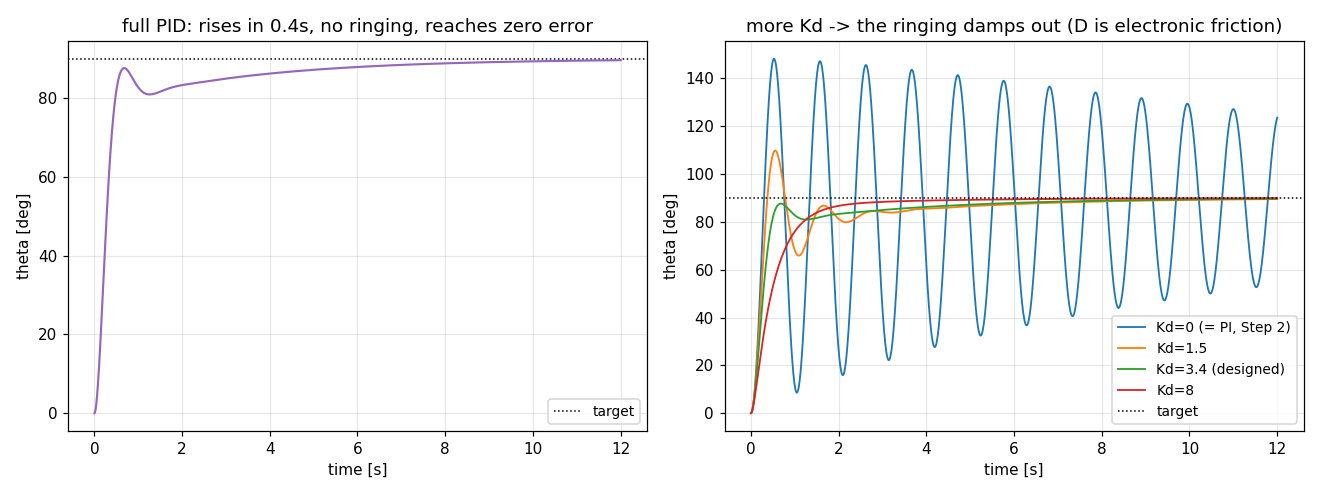 full PID: rises in 0.4s, no ringing, reaches zero error
theta [deg]
80
60
40
20
0
0 2 4 6 8 10 12
time [s]
target
more Kd -> the ringing damps out (D is electronic friction)
theta [deg]
140
120
100
80
60
40
20
0
0 2 4 6 8 10 12
time [s]
Kd=0 (= PI, Step 2)
Kd=1.5
Kd=3.4 (designed)
Kd=8
target